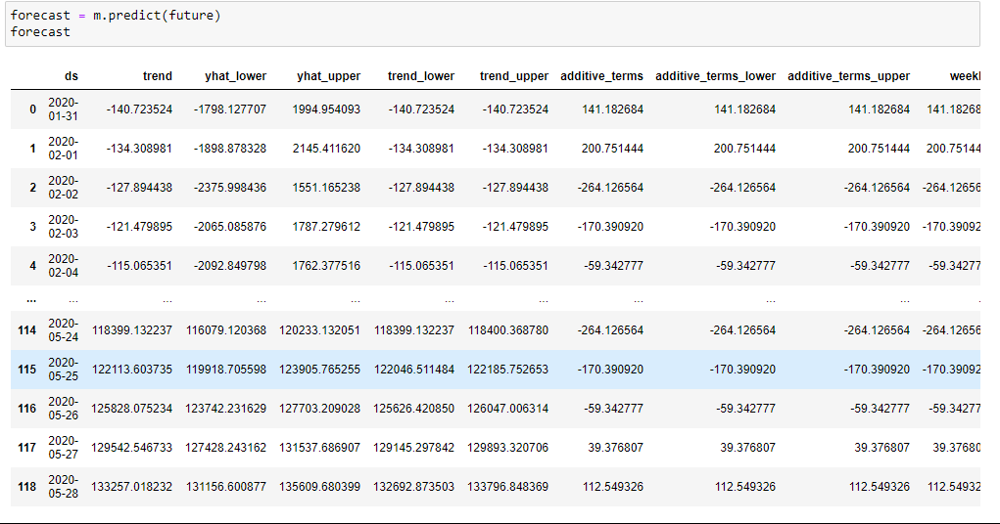 forecast = m.predict(future)
forecast
ds trend yhat_lower yhat_upper trend_lower trend_upper additive_terms additive_terms_lower additive_terms_upper weekl
0 2020-01-31 -140.723524 -1798.127707 1994.954093 -140.723524 -140.723524 141.182684 141.182684 141.182684 141.18268
1 2020-02-01 -134.308981 -1898.878328 2145.411620 -134.308981 -134.308981 200.751444 200.751444 200.751444 200.75144
2 2020-02-02 -127.894438 -2375.998436 1551.165238 -127.894438 -127.894438 -264.126564 -264.126564 -264.126564 -264.12656
3 2020-02-03 -121.479895 -2065.085876 1787.279612 -121.479895 -121.479895 -170.390920 -170.390920 -170.390920 -170.39092
4 2020-02-04 -115.065351 -2092.849798 1762.377516 -115.065351 -115.065351 -59.342777 -59.342777 -59.342777 -59.34277
... ... ... ... ... ... ... ... ... ...
114 2020-05-24 118399.132237 116079.120368 120233.132051 118399.132237 118400.368780 -264.126564 -264.126564 -264.126564 -264.12656
115 2020-05-25 122113.603735 119918.705598 123905.765255 122046.511484 122185.752653 -170.390920 -170.390920 -170.390920 -170.39092
116 2020-05-26 125828.075234 123742.231629 127703.209028 125626.420850 126047.006314 -59.342777 -59.342777 -59.342777 -59.34277
117 2020-05-27 129542.546733 127428.243162 131537.686907 129145.297842 129893.320706 39.376807 39.376807 39.376807 39.37680
118 2020-05-28 133257.018232 131156.600877 135609.680399 132692.873503 133796.848369 112.549326 112.549326 112.549326 112.54932